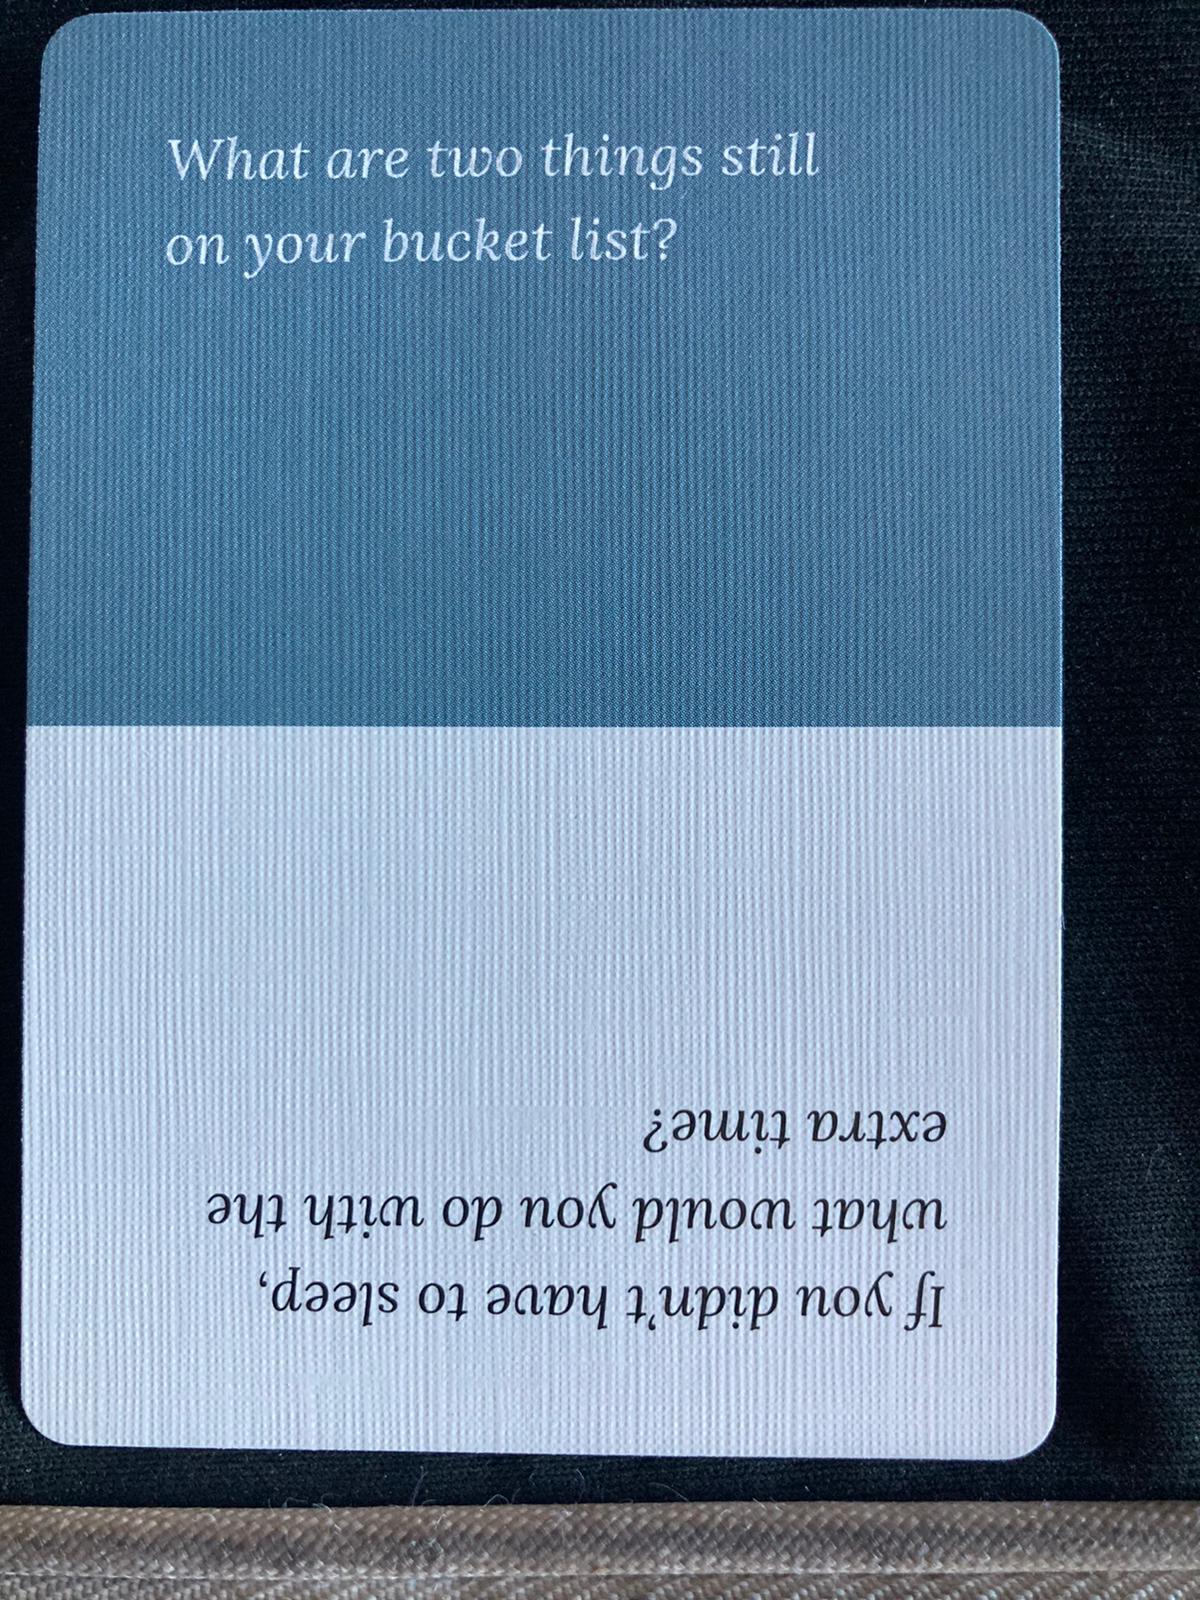 What are two things still
on your bucket list?
If you didn't have to sleep,
what would you do with the
extra time?